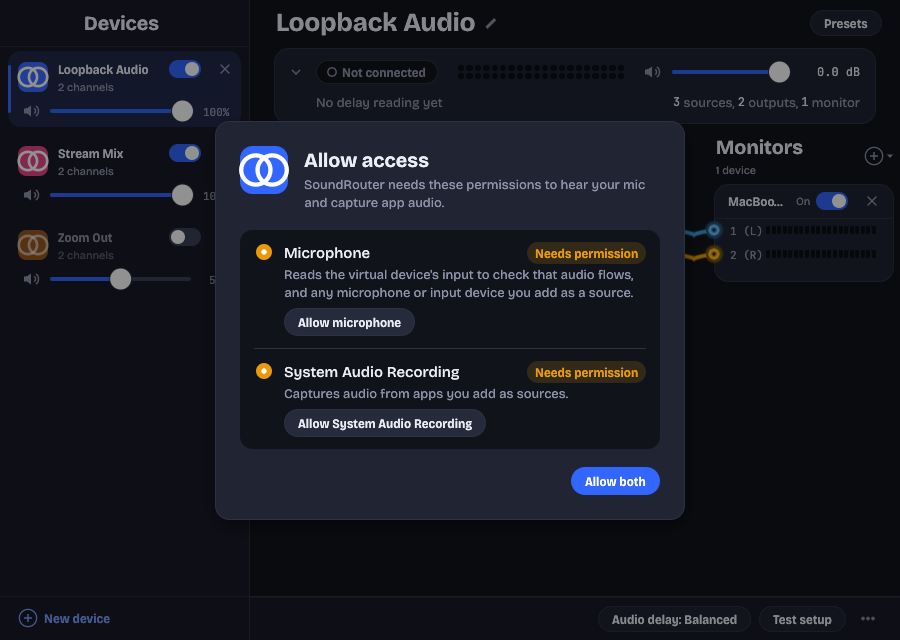 Devices
Loopback Audio
2 channels
100%
Stream Mix
2 channels
10
Zoom Out
2 channels
5
New device
Loopback Audio
Presets
Not connected
0.0 dB
No delay reading yet
3 sources, 2 outputs, 1 monitor
Monitors
1 device
MacBoo... On
1 (L)
2 (R)
Allow access
SoundRouter needs these permissions to hear your mic
and capture app audio.
Microphone
Needs permission
Reads the virtual device's input to check that audio flows,
and any microphone or input device you add as a source.
Allow microphone
System Audio Recording
Needs permission
Captures audio from apps you add as sources.
Allow System Audio Recording
Allow both
Audio delay: Balanced
Test setup